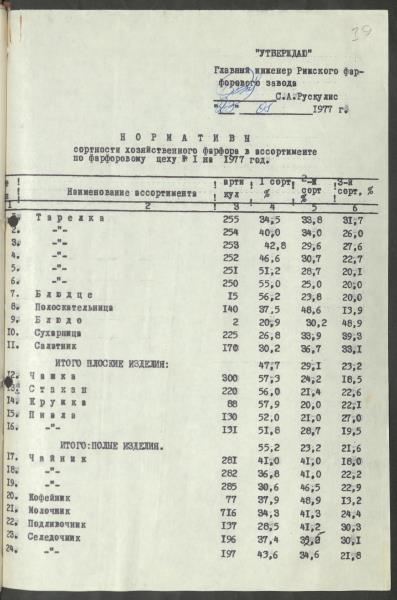 39
"УТВЕРЖДАЮ"
Главный инженер Рижского фар-
форового завода
С.А.Рускулис
1977 г.
Н О Р М А Т И В Ы
сортности хозяйственного фарфора в ассортименте
по фарфоровому цеху № I на 1977 год.
Наименование ассортимента ! арти кул ! I сорт % ! 2-й сорт % ! 3-й сорт, %
1 2 3 4 5 6
Т а р е л к а 255 34,5 33,8 31,7
2. -"- 254 40,0 34,0 26,0
3. -"- 253 42,8 29,6 27,6
4. -"- 252 46,6 30,7 22,7
5. -"- 251 51,2 28,7 20,1
6. -"- 250 55,0 25,0 20,0
7. Б л ю д ц е 15 56,2 23,8 20,0
8. Полоскательница 140 37,5 48,6 13,9
9. Б л ю д о 2 20,9 30,2 48,9
10. Сухарница 225 26,8 33,9 39,3
11. Салатник 170 30,2 36,7 33,1
ИТОГО ПЛОСКИЕ ИЗДЕЛИЯ: 47,7 29,1 23,2
12. Ч а ш к а 300 57,3 24,2 18,5
13. С т а к а н 220 56,0 21,4 22,6
14. К р у ж к а 88 57,9 20,0 22,1
15. П и а л а 130 52,0 21,0 27,0
16. -"- 131 51,8 28,7 19,5
ИТОГО:ПОЛЫЕ ИЗДЕЛИЯ. 55,2 23,2 21,6
17. Ч а й н и к 281 41,0 41,0 18,0
18. -"- 282 36,8 41,0 22,2
19. -"- 285 30,6 46,5 22,9
20. Кофейник 77 37,9 48,9 13,2
21. Молочник 716 34,3 41,3 24,4
22. Подливочник 137 28,5 41,2 30,3
23. Селедочник 196 37,4 30,1
24. -"- 197 43,6 34,6 21,8